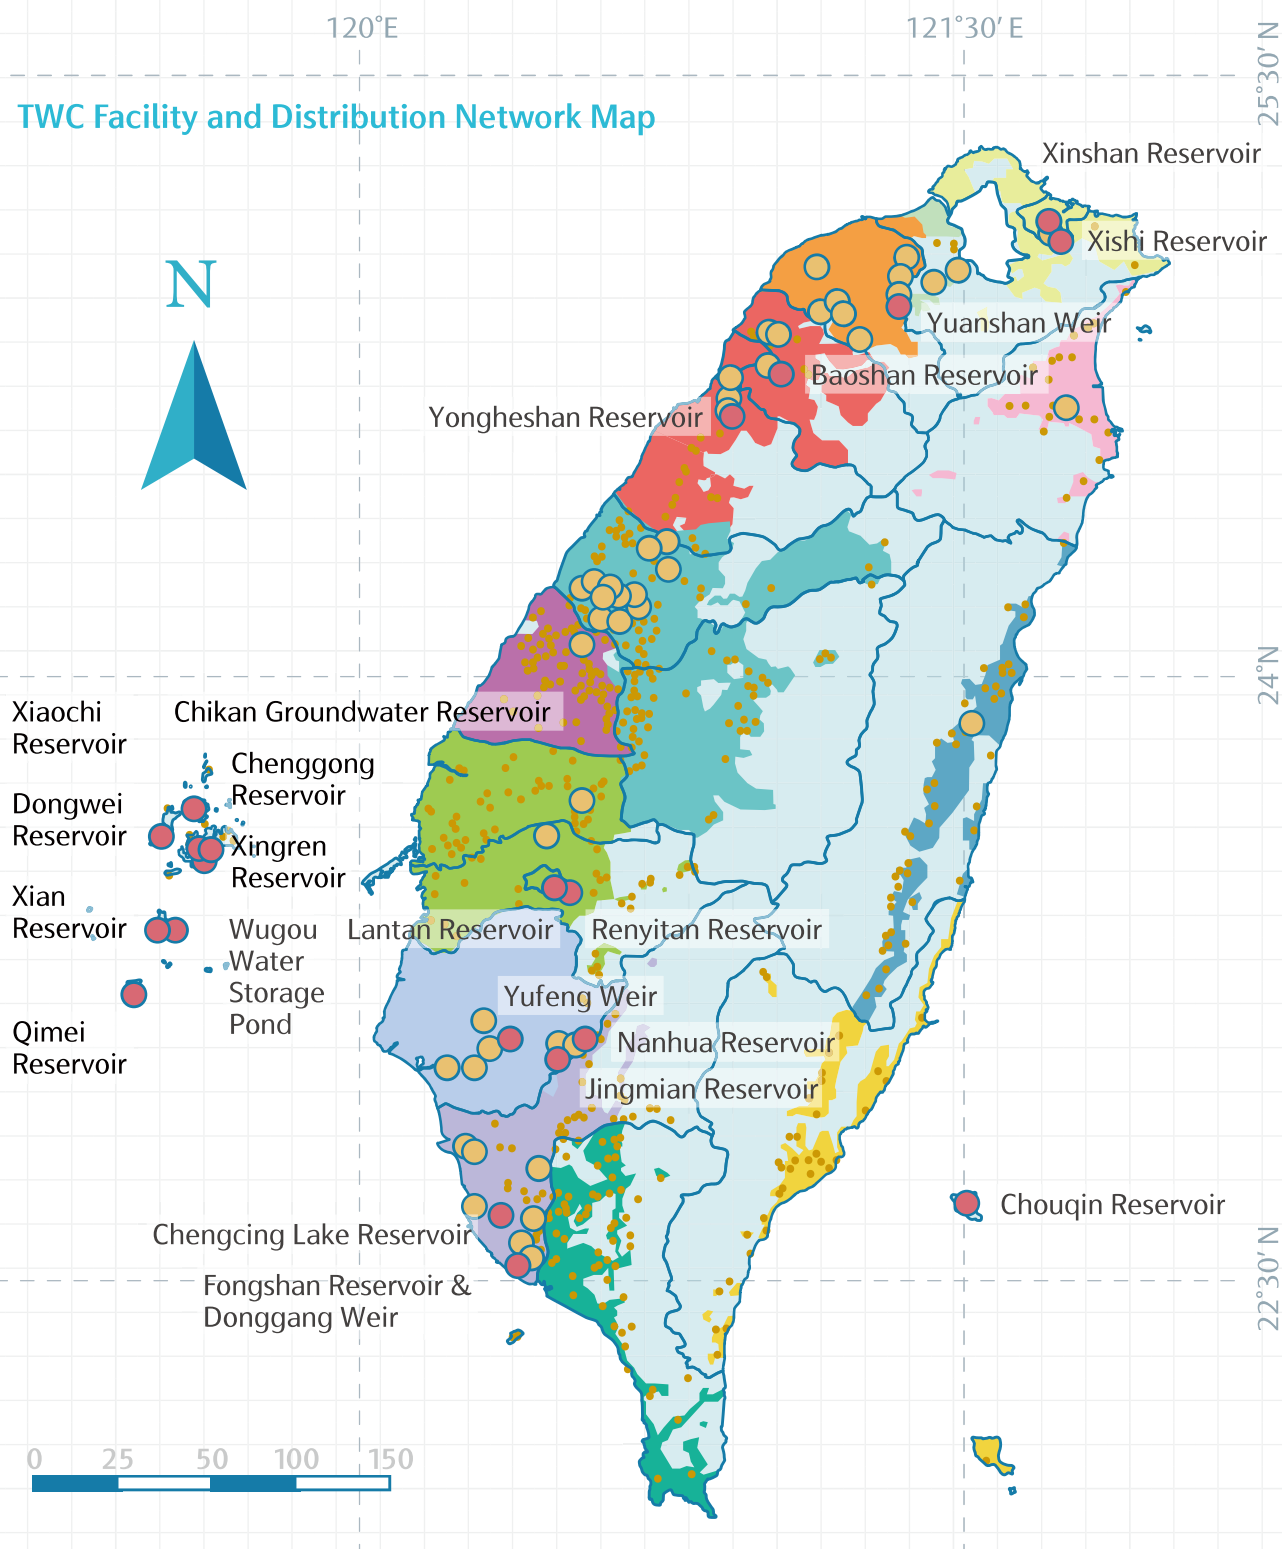 120°E
121°30′ E
25°30′ N
TWC Facility and Distribution Network Map
Xinshan Reservoir
Xishi Reservoir
N
Yuanshan Weir
Baoshan Reservoir
Yongheshan Reservoir
24°N
Xiaochi
Reservoir
Chikan Groundwater Reservoir
Chenggong
Reservoir
Dongwei
Reservoir
Xingren
Reservoir
Xian
Reservoir
Wugou
Water
Storage
Pond
Lantan Reservoir
Renyitan Reservoir
Yufeng Weir
Qimei
Reservoir
Nanhua Reservoir
Jingmian Reservoir
Chouqin Reservoir
Chengcing Lake Reservoir
Fongshan Reservoir &
Donggang Weir
22°30′ N
0 25 50 100 150